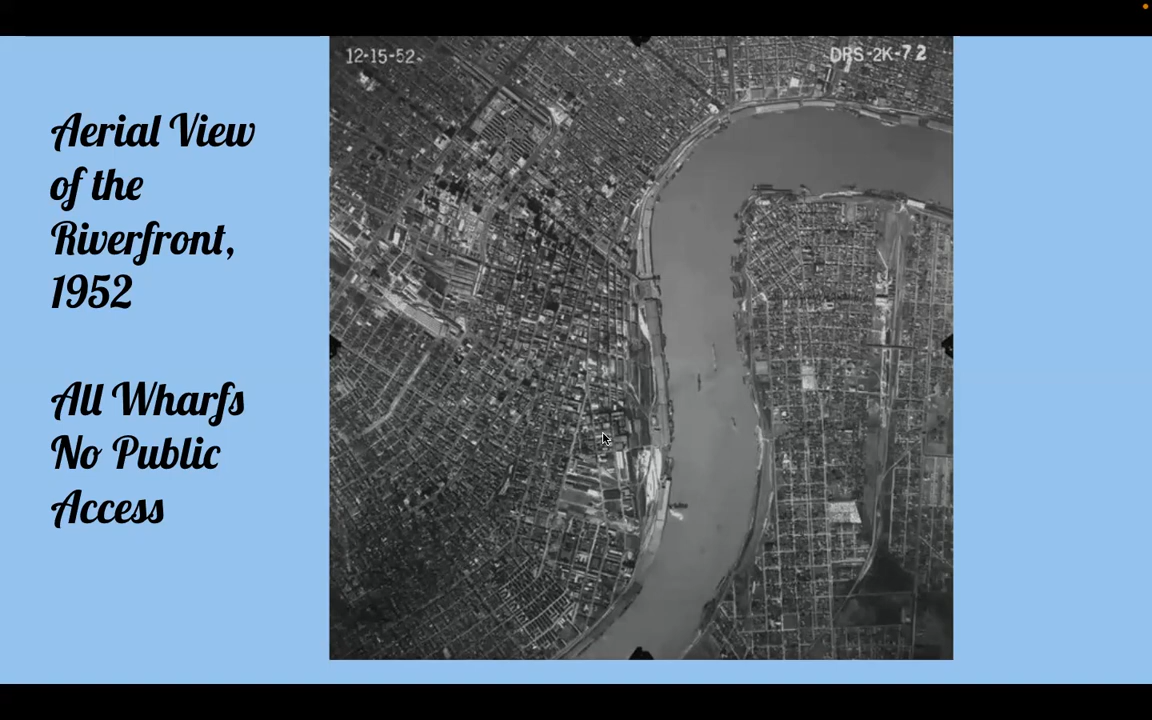 12-15-52
DRS-2K-72
Aerial View
of the
Riverfront,
1952
All Wharfs
No Public
Access